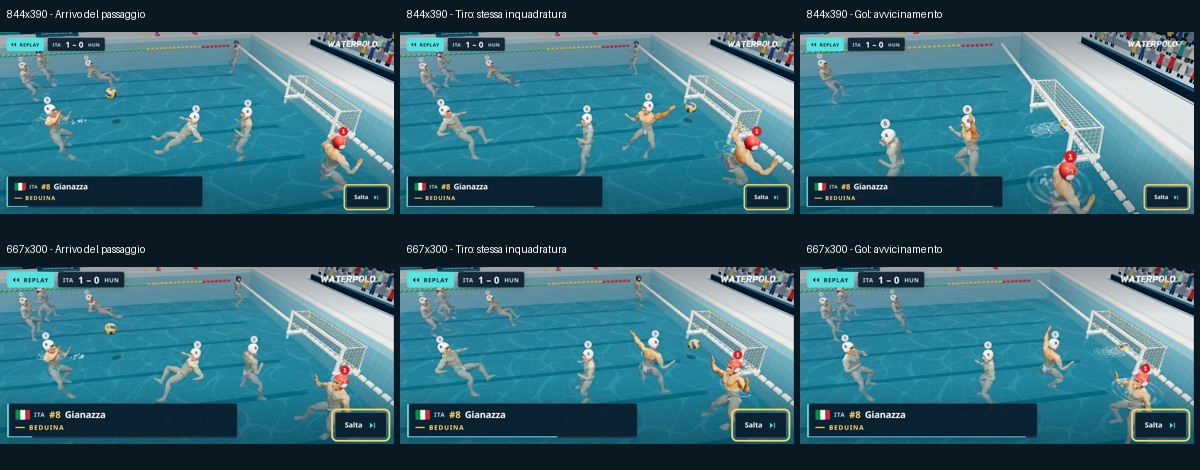 844x390 - Arrivo del passaggio
844x390 - Tiro: stessa inquadratura
844x390 - Gol: avvicinamento
REPLAY ITA 1 – 0 HUN WATERPOLO
REPLAY ITA 1 – 0 HUN WATERPOLO
REPLAY ITA 1 – 0 HUN WATERPOLO
ITA #8 Gianazza
BEDUINA
Salta
ITA #8 Gianazza
BEDUINA
Salta
ITA #8 Gianazza
BEDUINA
Salta
667x300 - Arrivo del passaggio
667x300 - Tiro: stessa inquadratura
667x300 - Gol: avvicinamento
REPLAY ITA 1 – 0 HUN WATERPOLO
REPLAY ITA 1 – 0 HUN WATERPOLO
REPLAY ITA 1 – 0 HUN WATERPOLO
ITA #8 Gianazza
BEDUINA
Salta
ITA #8 Gianazza
BEDUINA
Salta
ITA #8 Gianazza
BEDUINA
Salta